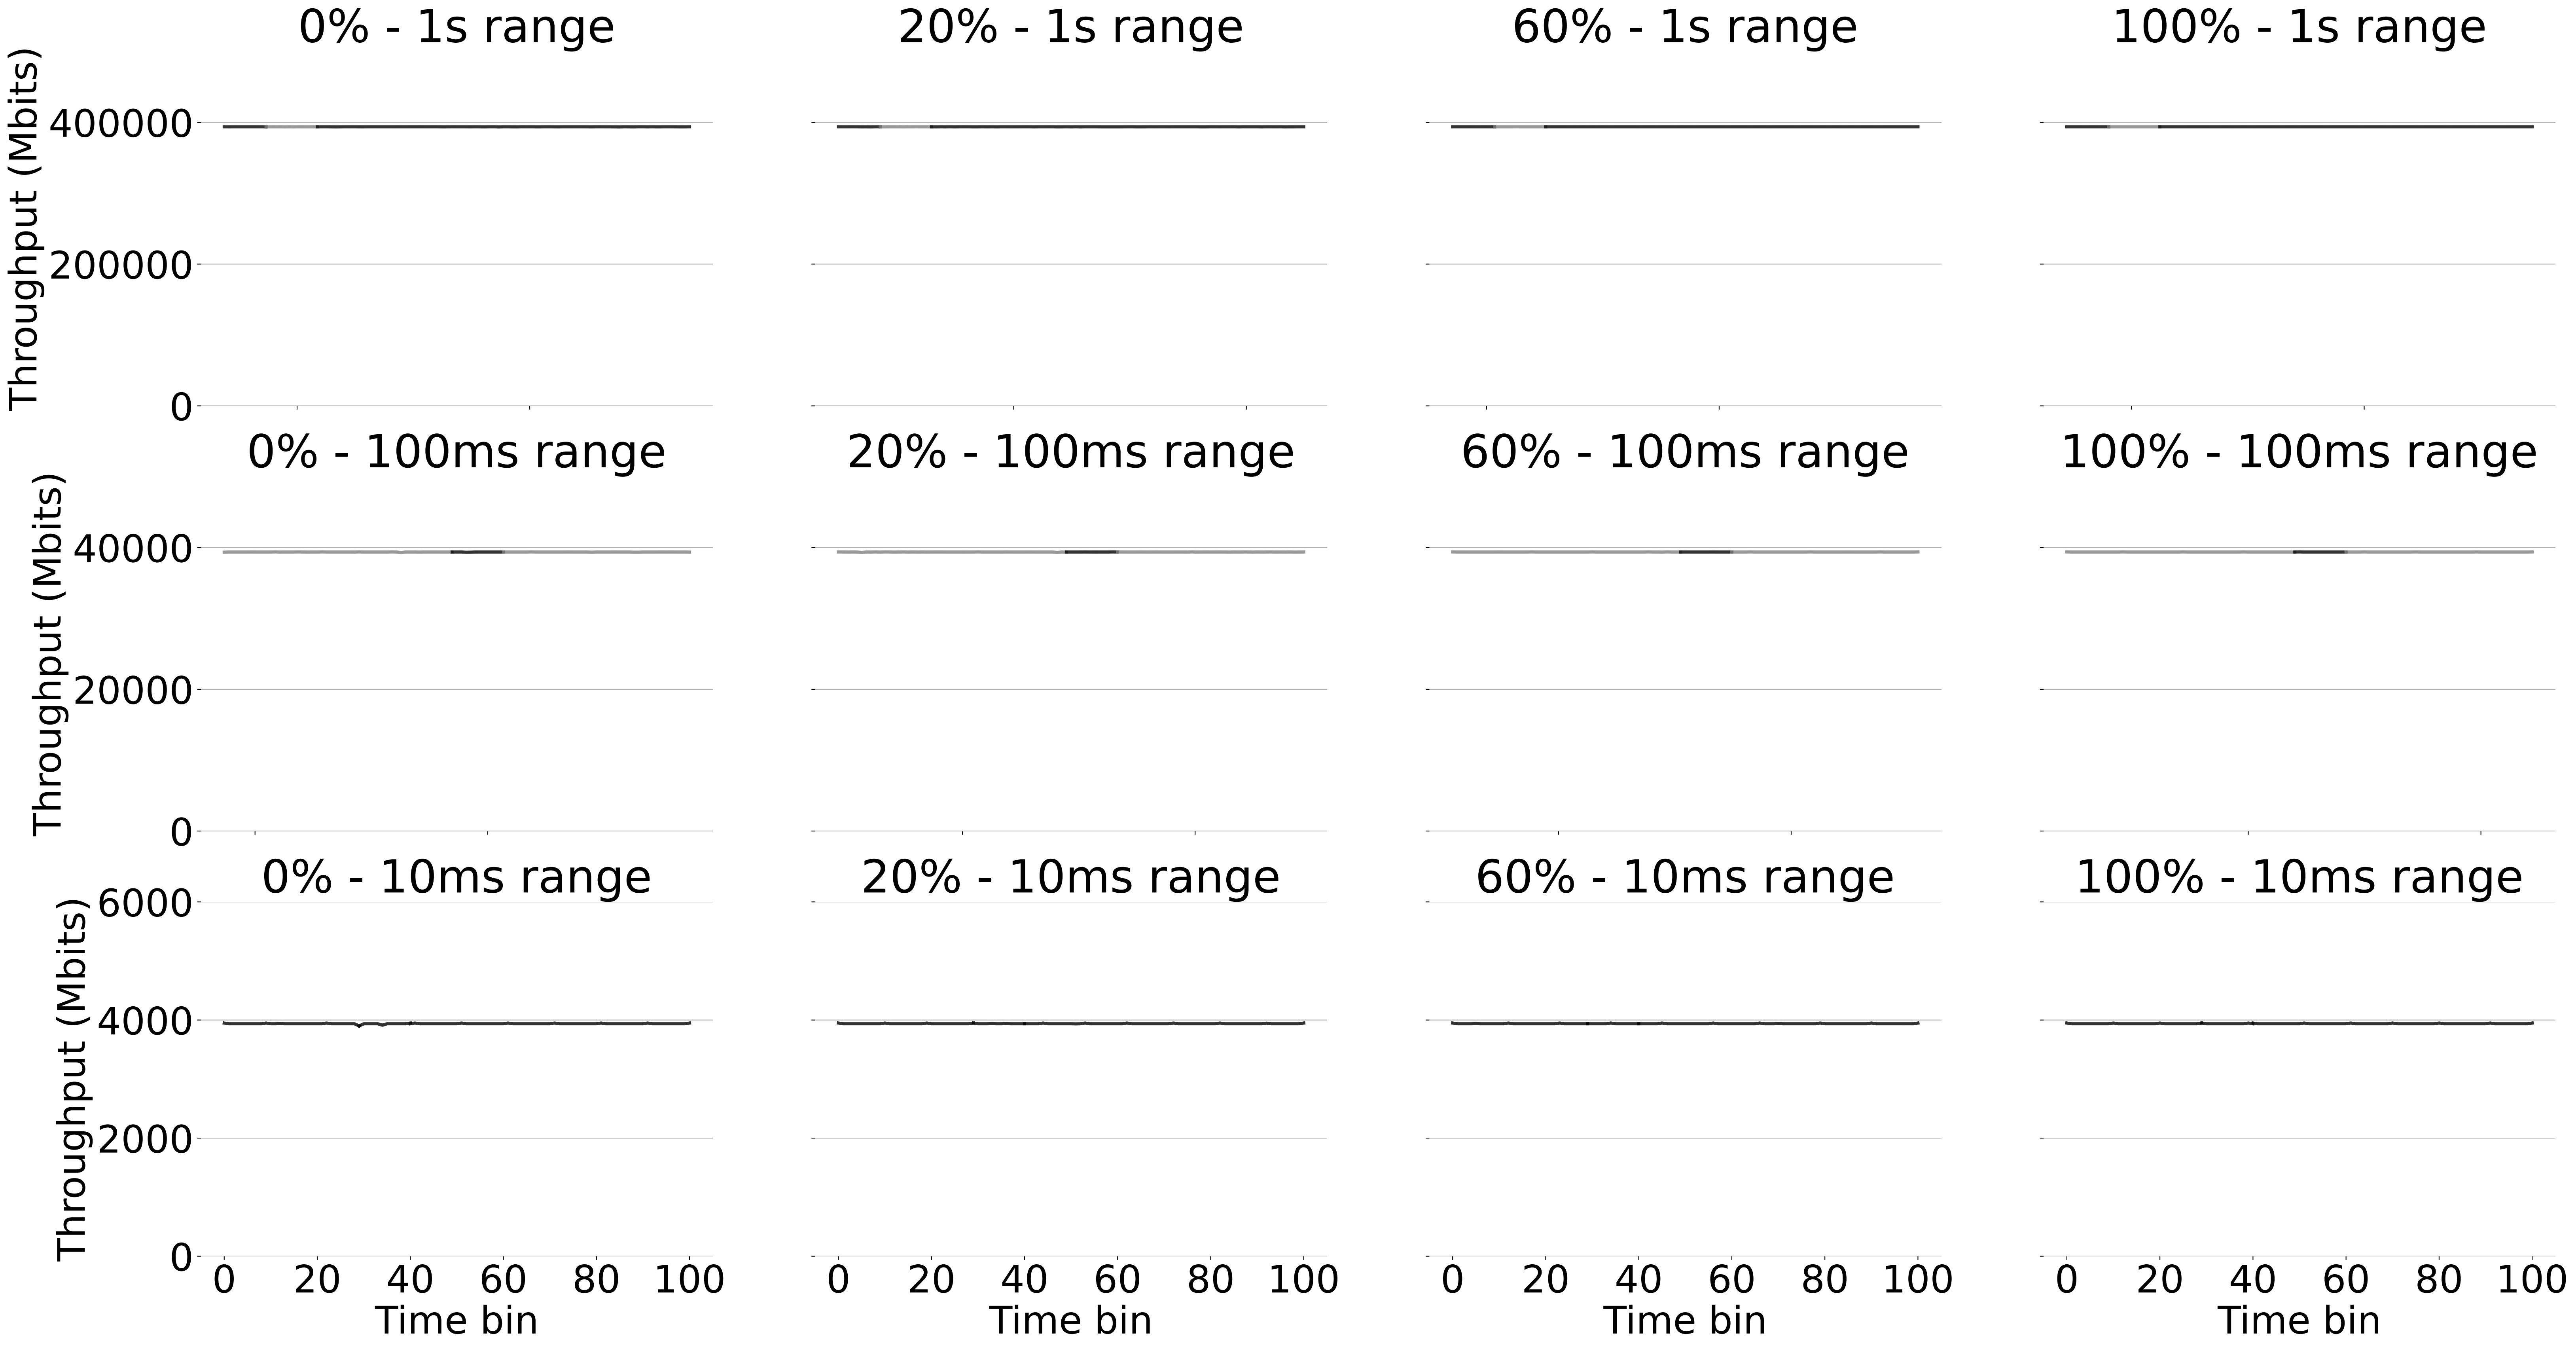 0% - 1s range
20% - 1s range
60% - 1s range
100% - 1s range
Throughput (Mbits)
400000
200000
0
0% - 100ms range
20% - 100ms range
60% - 100ms range
100% - 100ms range
Throughput (Mbits)
40000
20000
0
0% - 10ms range
20% - 10ms range
60% - 10ms range
100% - 10ms range
Throughput (Mbits)
6000
4000
2000
0
0 20 40 60 80 100
0 20 40 60 80 100
0 20 40 60 80 100
0 20 40 60 80 100
Time bin
Time bin
Time bin
Time bin